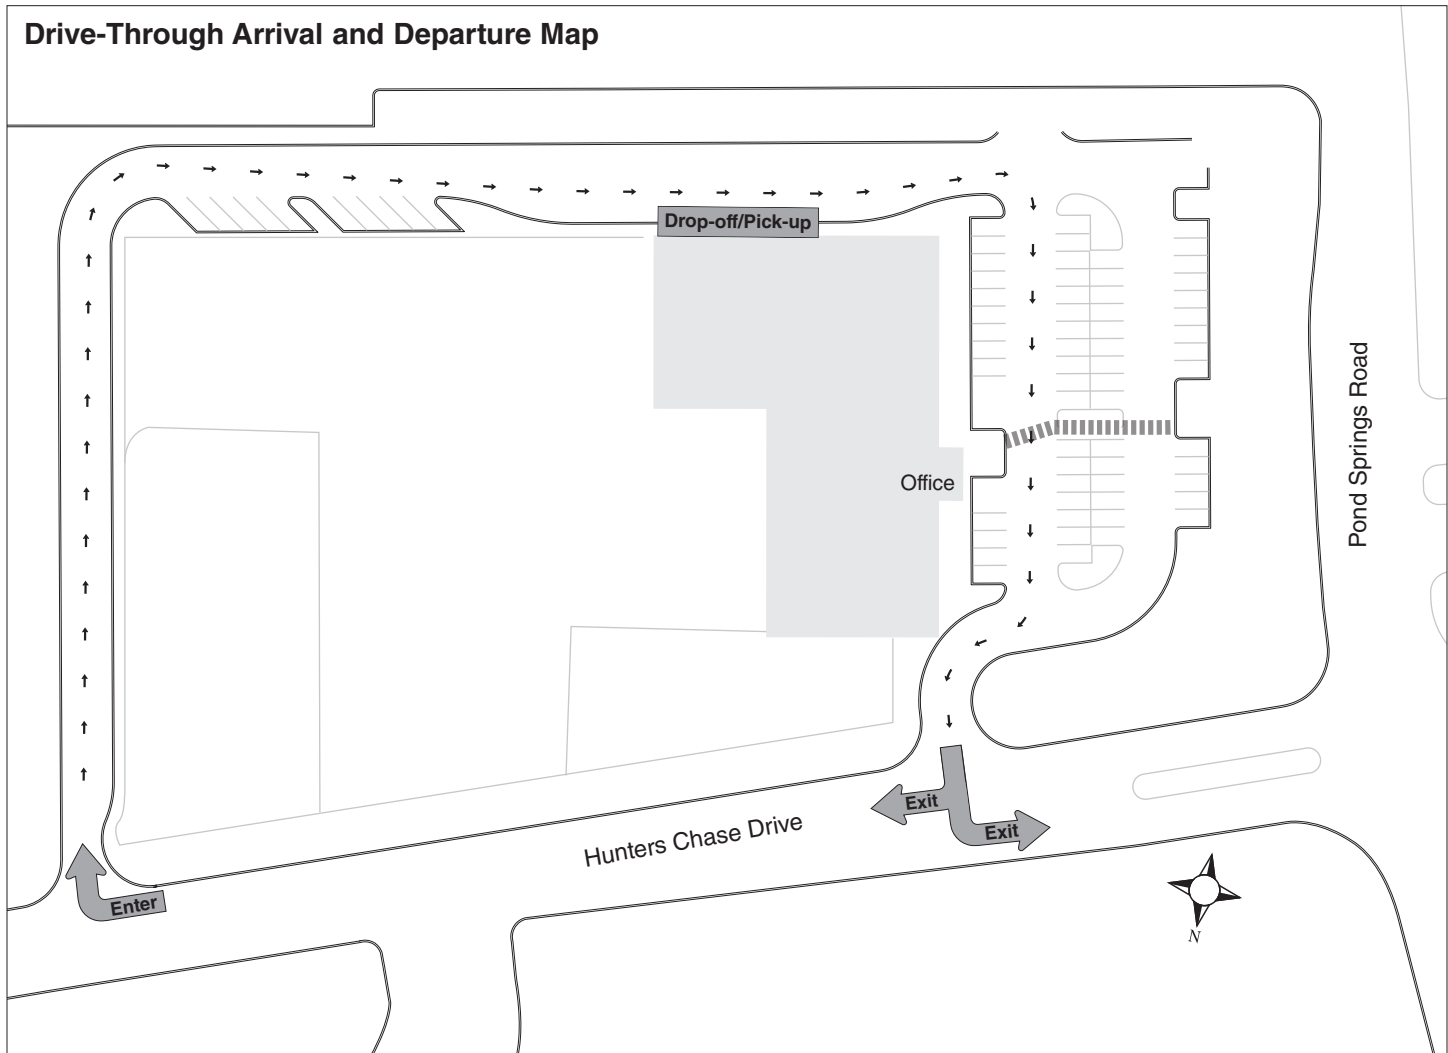 Drive-Through Arrival and Departure Map
Drop-off/Pick-up
Office
Pond Springs Road
Hunters Chase Drive
Exit
Exit
Enter
N